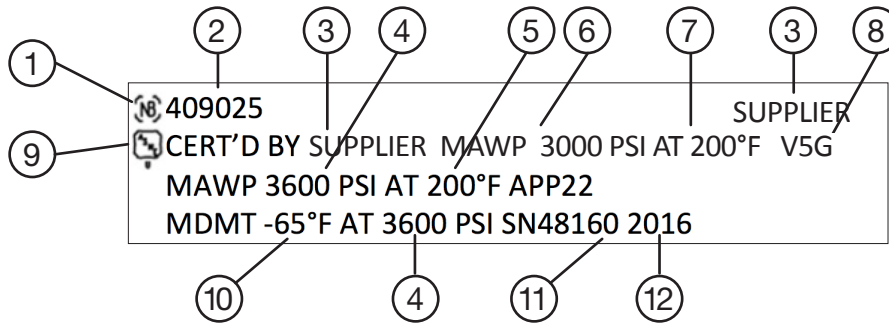 2 3 4 5 6 7 3 8
1
NB 409025 SUPPLIER
9
CERT'D BY SUPPLIER MAWP 3000 PSI AT 200°F V5G
MAWP 3600 PSI AT 200°F APP22
MDMT -65°F AT 3600 PSI SN48160 2016
10 4 11 12